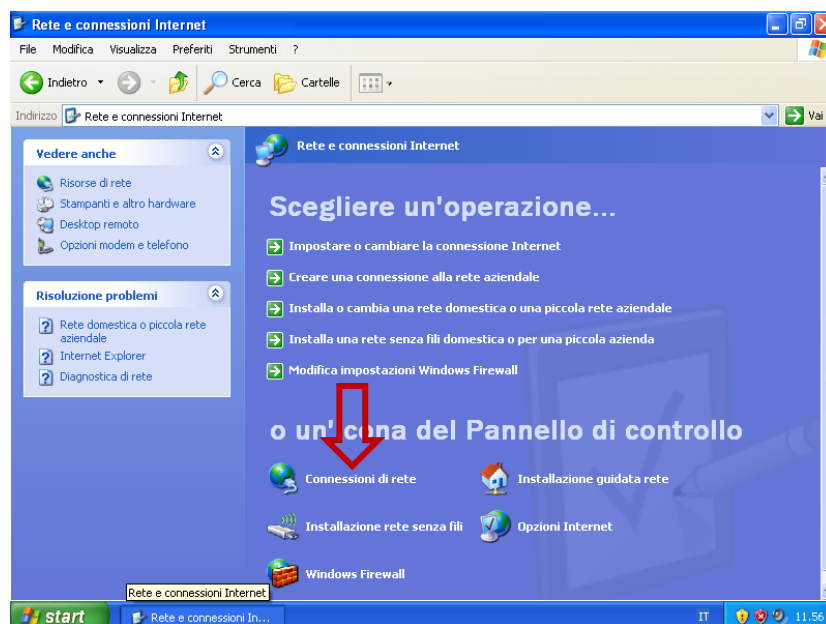 Rete e connessioni Internet
File Modifica Visualizza Preferiti Strumenti ?
Indietro Cerca Cartelle
Indirizzo Rete e connessioni Internet Vai
Vedere anche
Risorse di rete
Stampanti e altro hardware
Desktop remoto
Opzioni modem e telefono
Risoluzione problemi
Rete domestica o piccola rete
aziendale
Internet Explorer
Diagnostica di rete
Rete e connessioni Internet
Scegliere un'operazione...
Impostare o cambiare la connessione Internet
Creare una connessione alla rete aziendale
Installa o cambia una rete domestica o una piccola rete aziendale
Installa una rete senza fili domestica o per una piccola azienda
Modifica impostazioni Windows Firewall
o un'icona del Pannello di controllo
Connessioni di rete
Installazione guidata rete
Installazione rete senza fili
Opzioni Internet
Windows Firewall
Rete e connessioni Internet
start Rete e connessioni In... IT 11.56